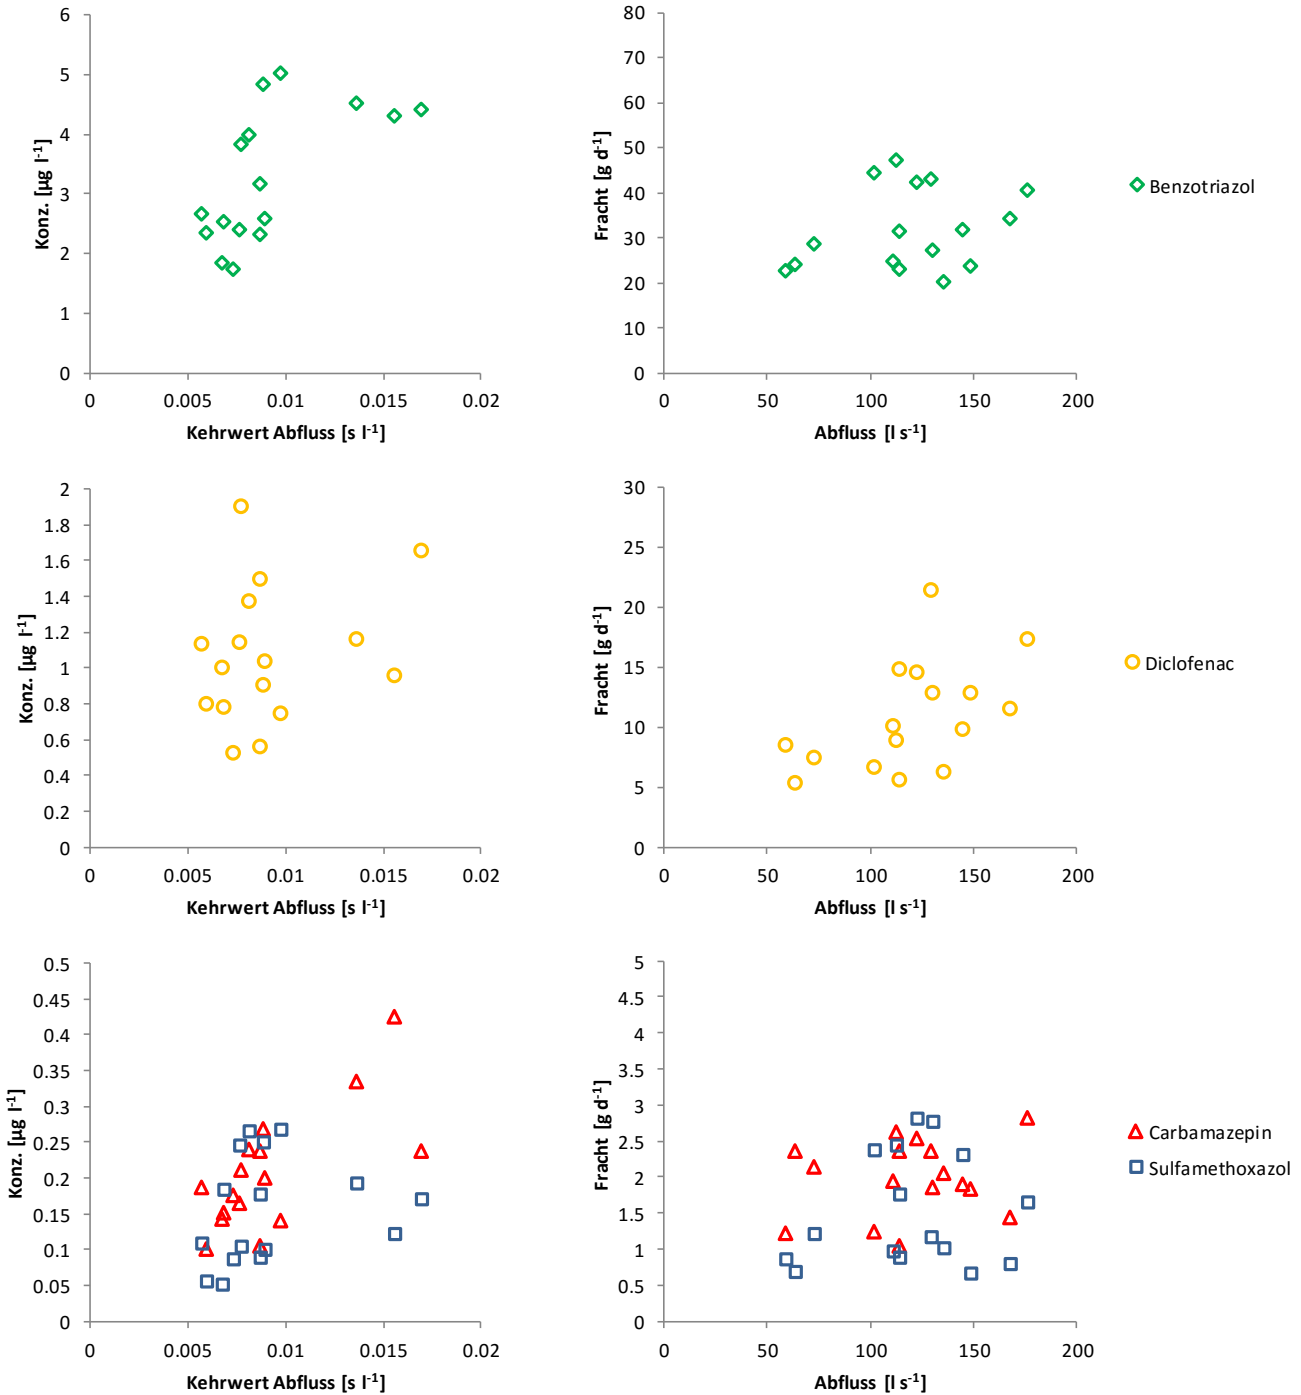 6
5
4
3
2
1
0
Konz. [µg l⁻¹]
0 0.005 0.01 0.015 0.02
Kehrwert Abfluss [s l⁻¹]
80
70
60
50
40
30
20
10
0
Fracht [g d⁻¹]
0 50 100 150 200
Abfluss [l s⁻¹]
Benzotriazol
2
1.8
1.6
1.4
1.2
1
0.8
0.6
0.4
0.2
0
Konz. [µg l⁻¹]
0 0.005 0.01 0.015 0.02
Kehrwert Abfluss [s l⁻¹]
30
25
20
15
10
5
0
Fracht [g d⁻¹]
0 50 100 150 200
Abfluss [l s⁻¹]
Diclofenac
0.5
0.45
0.4
0.35
0.3
0.25
0.2
0.15
0.1
0.05
0
Konz. [µg l⁻¹]
0 0.005 0.01 0.015 0.02
Kehrwert Abfluss [s l⁻¹]
5
4.5
4
3.5
3
2.5
2
1.5
1
0.5
0
Fracht [g d⁻¹]
0 50 100 150 200
Abfluss [l s⁻¹]
Carbamazepin
Sulfamethoxazol